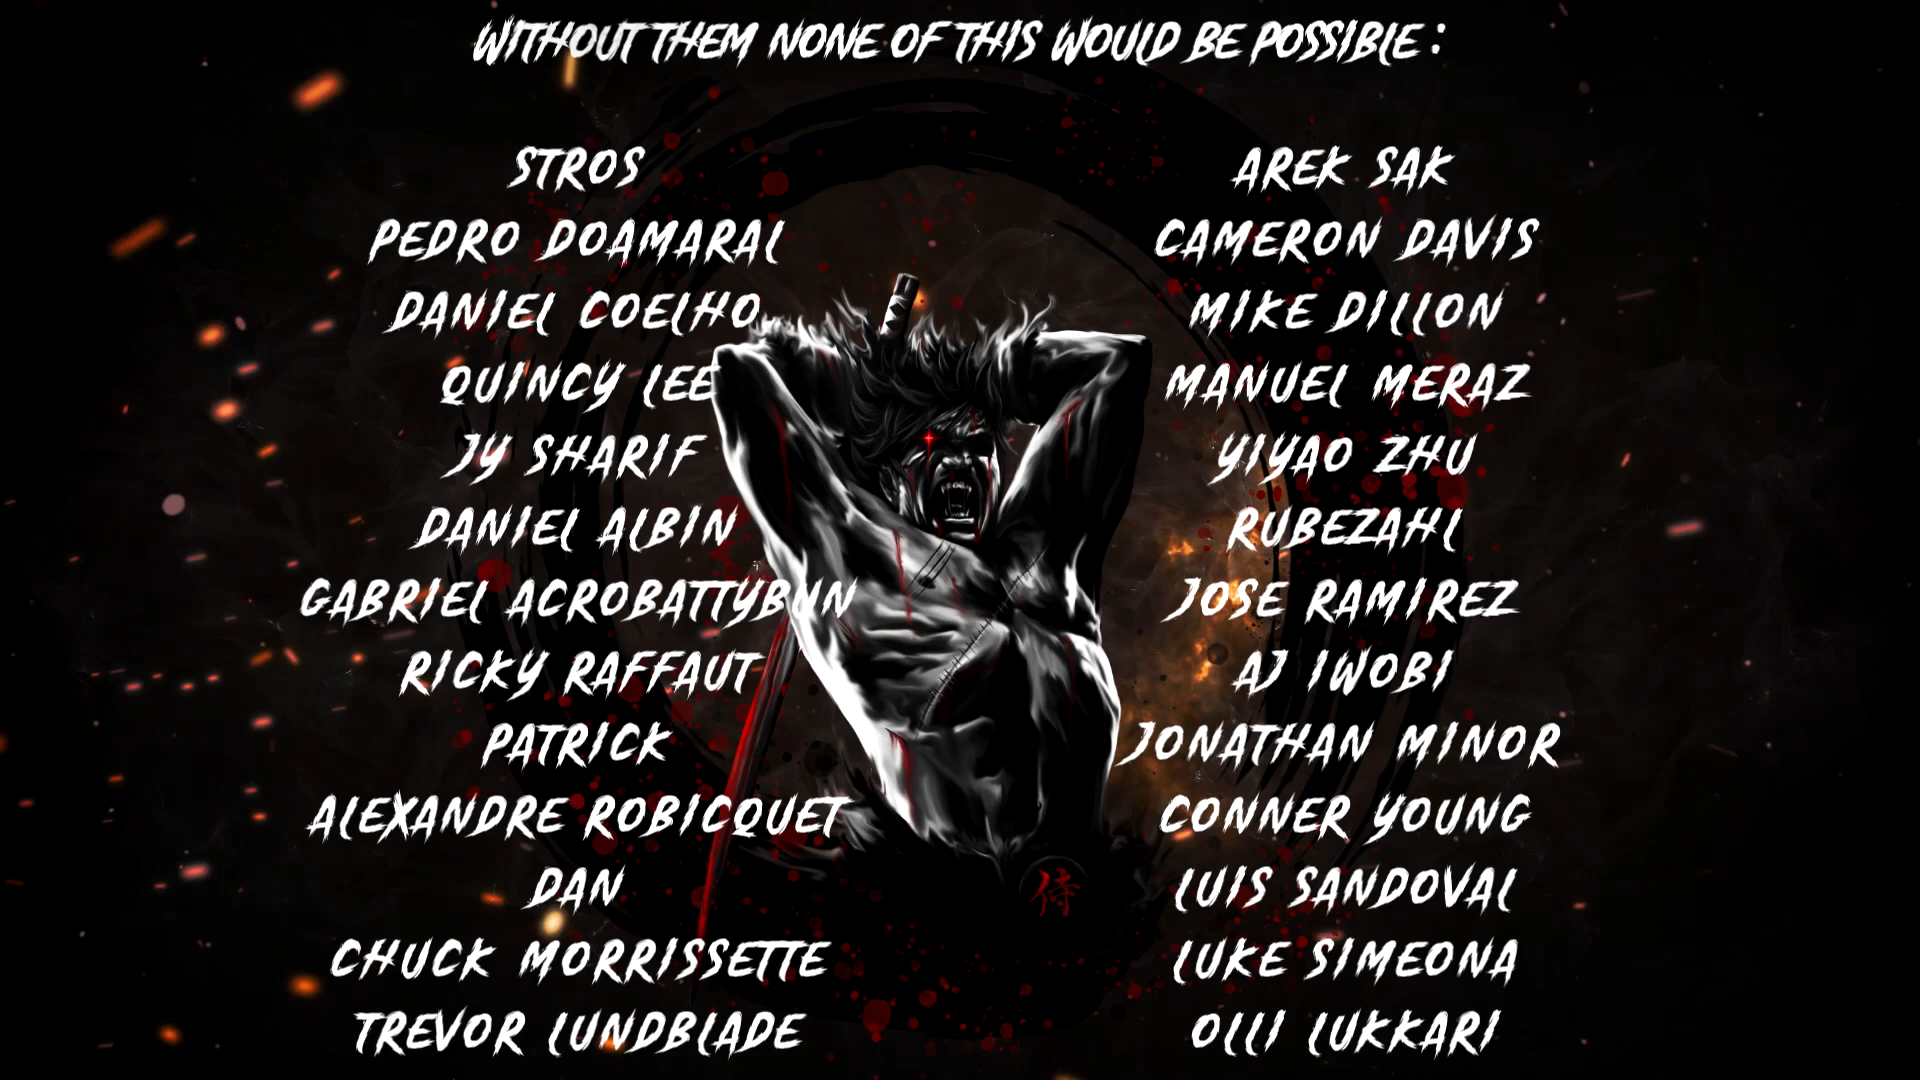 WITHOUT THEM NONE OF THIS WOULD BE POSSIBLE :
STROS
PEDRO DOAMARAL
DANIEL COELHO
QUINCY LEE
JY SHARIF
DANIEL ALBIN
GABRIEL ACROBATTYBUN
RICKY RAFFAUT
PATRICK
ALEXANDRE ROBICQUET
DAN
CHUCK MORRISSETTE
TREVOR LUNDBLADE
AREK SAK
CAMERON DAVIS
MIKE DILLON
MANUEL MERAZ
YIYAO ZHU
RUBEZAHL
JOSE RAMIREZ
AJ IWOBI
JONATHAN MINOR
CONNER YOUNG
LUIS SANDOVAL
LUKE SIMEONA
OLLI LUKKARI
侍